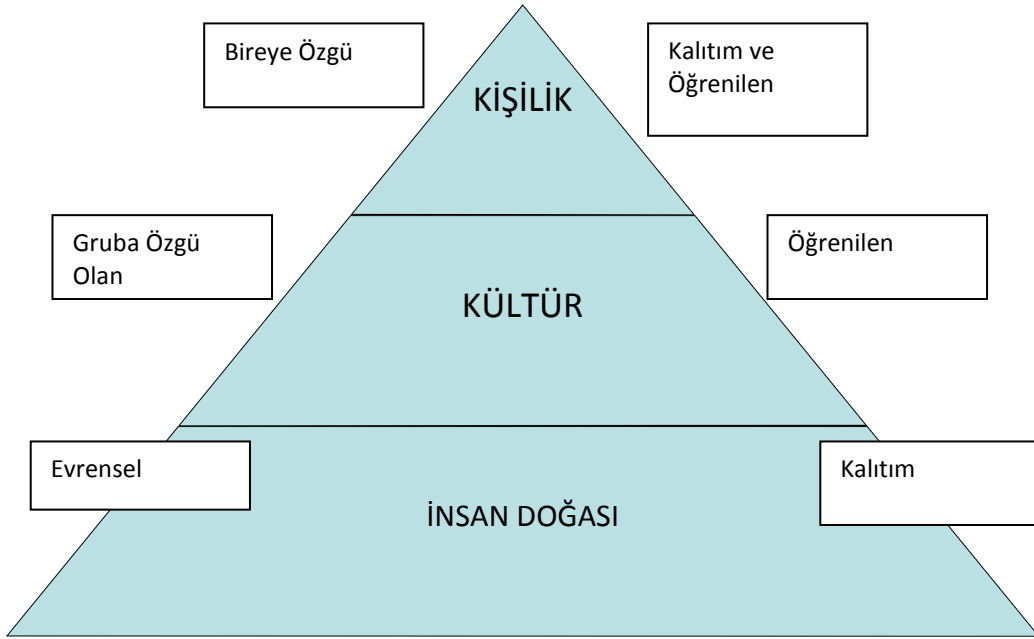 Bireye Özgü
Kalıtım ve
Öğrenilen
KİŞİLİK
Gruba Özgü
Olan
Öğrenilen
KÜLTÜR
Evrensel
Kalıtım
İNSAN DOĞASI